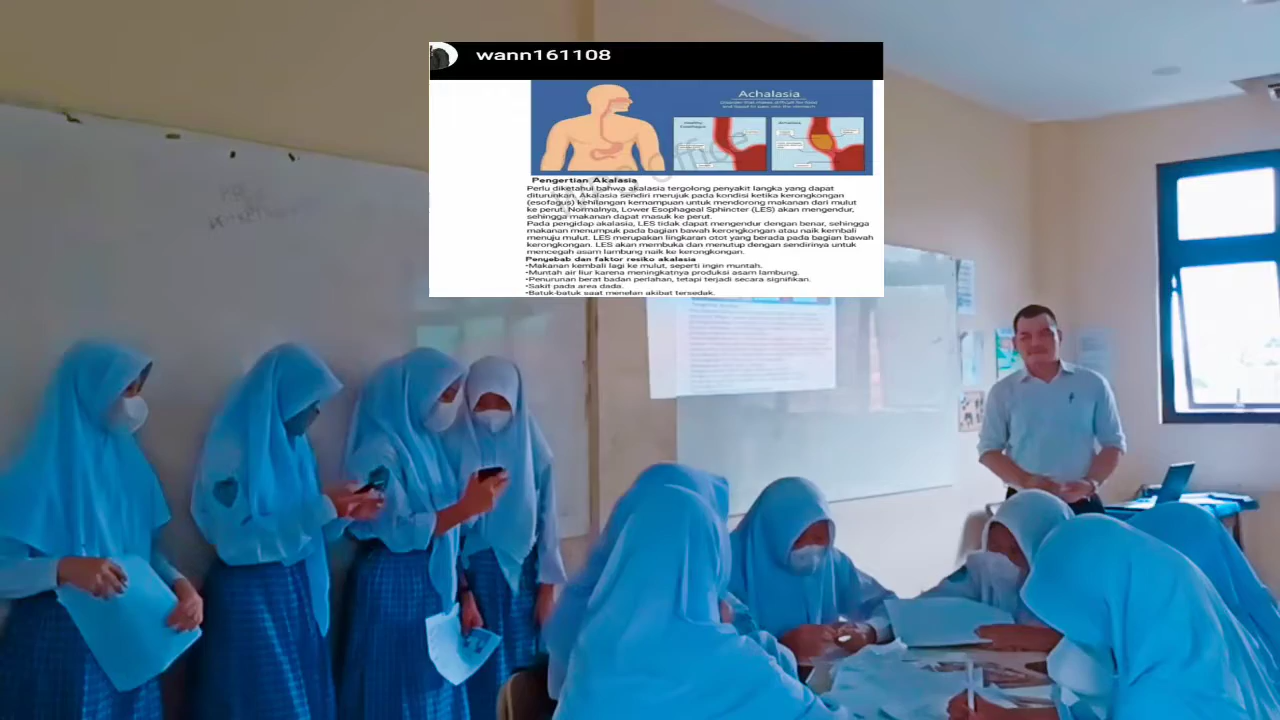 wann161108
Achalasia
Pengertian Akalasia
Perlu diketahui bahwa akalasia tergolong penyakit langka yang dapat
diturunkan. Akalasia sendiri merujuk pada kondisi ketika kerongkongan
(esofagus) kehilangan kemampuan untuk mendorong makanan dari mulut
ke perut. Normalnya, Lower Esophageal Sphincter (LES) akan mengendur,
sehingga makanan dapat masuk ke perut.
Pada pengidap akalasia, LES tidak dapat mengendur dengan benar, sehingga
makanan menumpuk pada bagian bawah kerongkongan atau naik kembali
menuju mulut. LES merupakan lingkaran otot yang berada pada bagian bawah
kerongkongan. LES akan membuka dan menutup dengan sendirinya untuk
mencegah asam lambung naik ke kerongkongan.
Penyebab dan faktor resiko akalasia
•Makanan kembali lagi ke mulut, seperti ingin muntah.
•Muntah air liur karena meningkatnya produksi asam lambung.
•Penurunan berat badan perlahan, tetapi terjadi secara signifikan.
•Sakit pada area dada.
•Batuk-batuk saat menelan akibat tersedak.